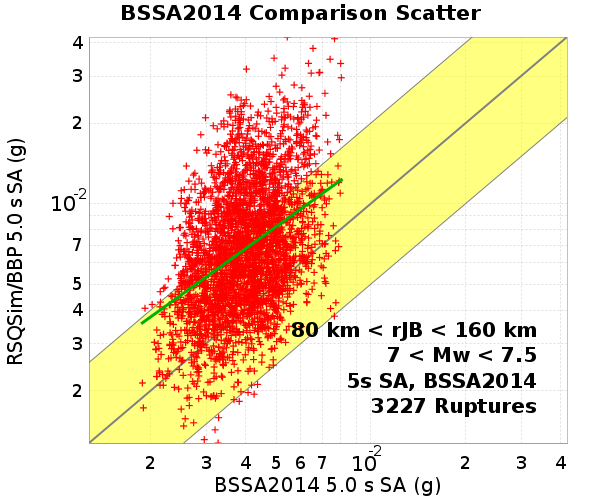 BSSA2014 Comparison Scatter
RSQSim/BBP 5.0 s SA (g)
4
3
2
10-2
7
5
4
3
2
80 km < rJB < 160 km
7 < Mw < 7.5
5s SA, BSSA2014
3227 Ruptures
2 3 4 5 6 7 10-2 2 3 4
BSSA2014 5.0 s SA (g)